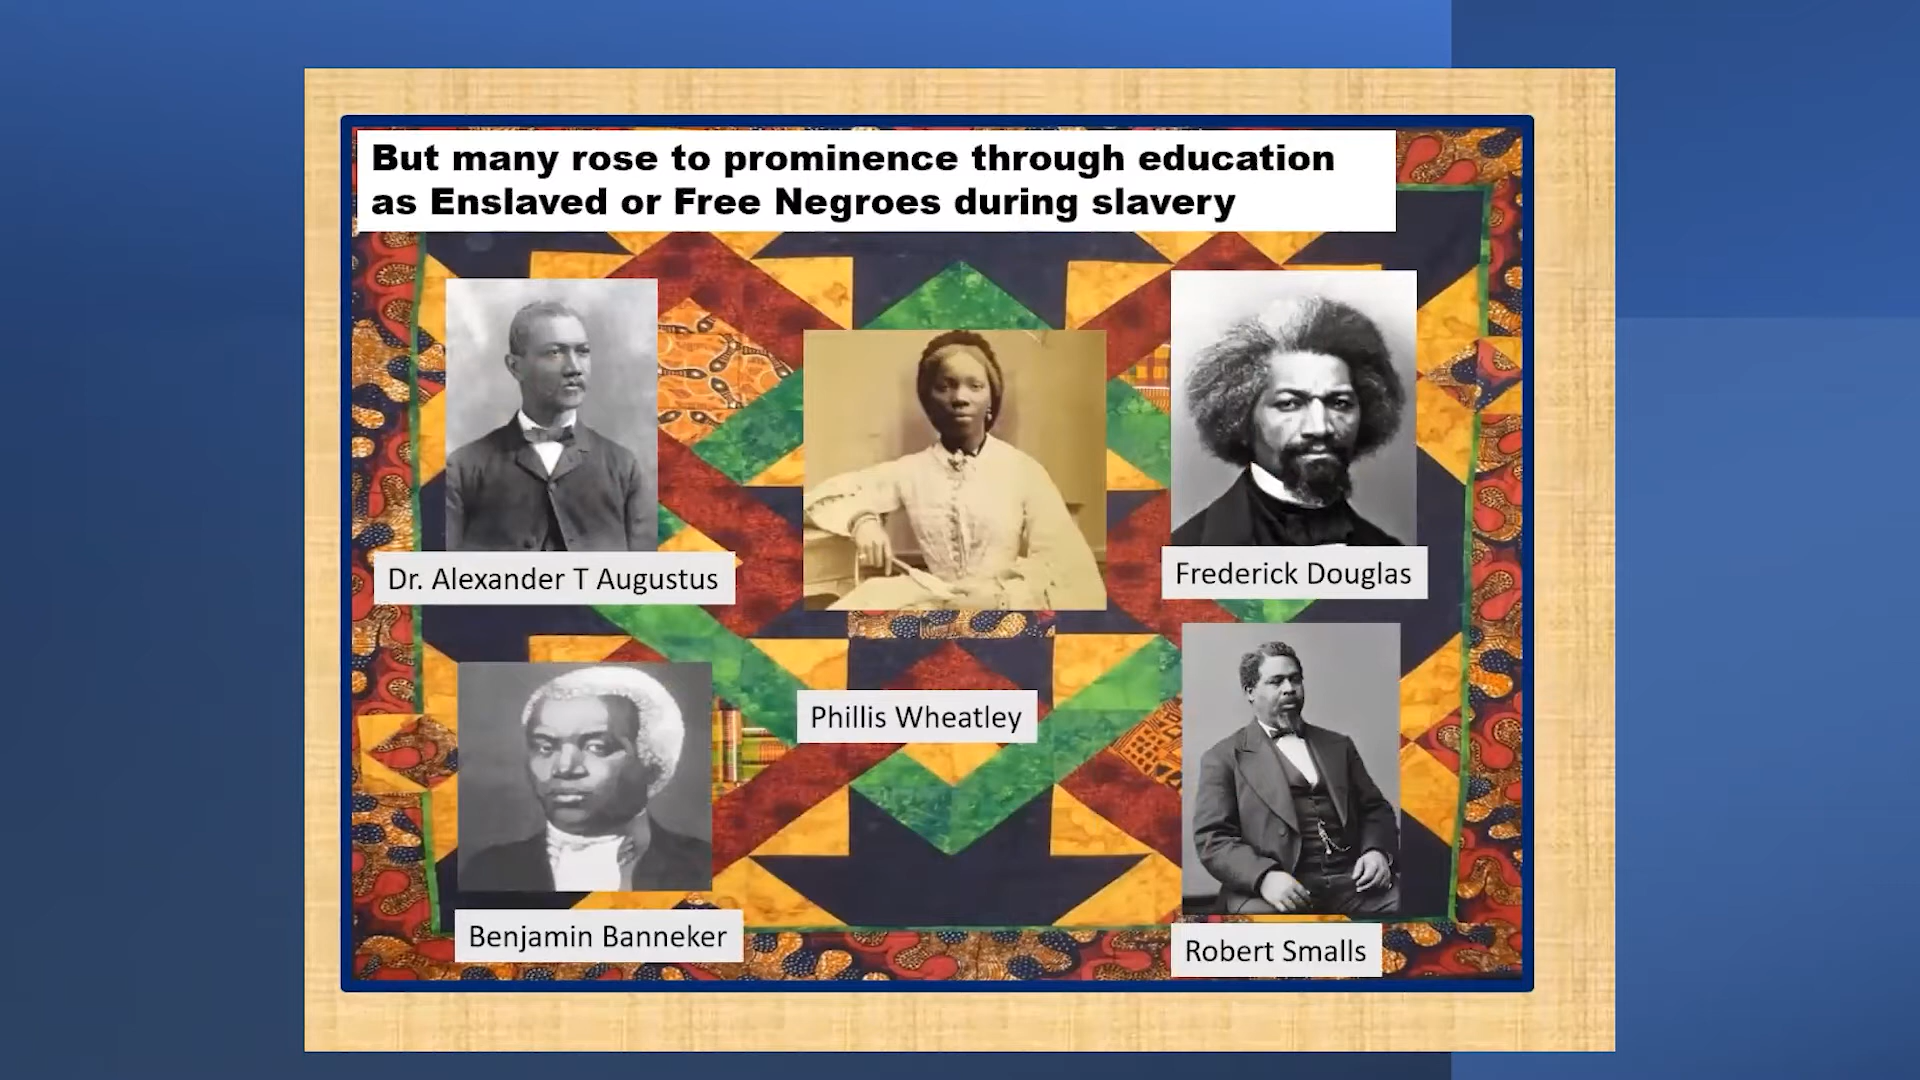 But many rose to prominence through education
as Enslaved or Free Negroes during slavery
Dr. Alexander T Augustus
Phillis Wheatley
Frederick Douglas
Benjamin Banneker
Robert Smalls